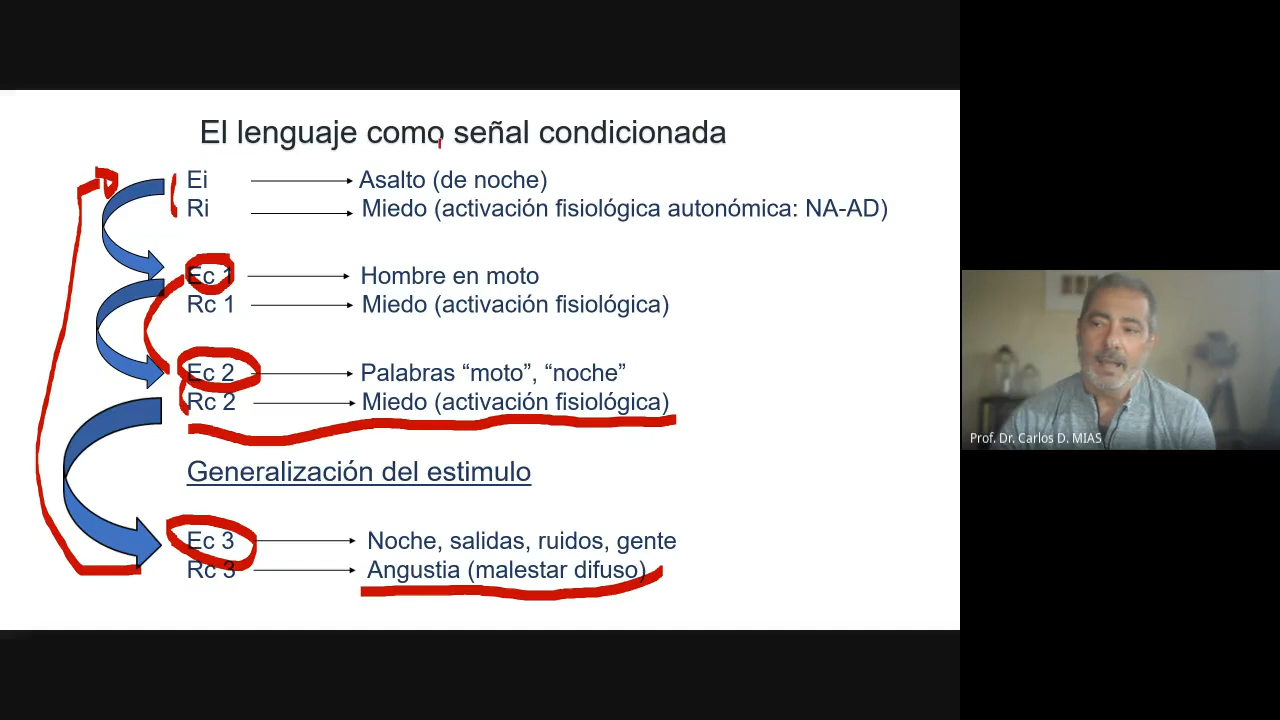 El lenguaje como señal condicionada
Ei Asalto (de noche)
Ri Miedo (activación fisiológica autonómica: NA-AD)
Ec 1 Hombre en moto
Rc 1 Miedo (activación fisiológica)
Ec 2 Palabras “moto”, “noche”
Rc 2 Miedo (activación fisiológica)
Generalización del estimulo
Ec 3 Noche, salidas, ruidos, gente
Rc 3 Angustia (malestar difuso)
Prof. Dr. Carlos D. MIAS